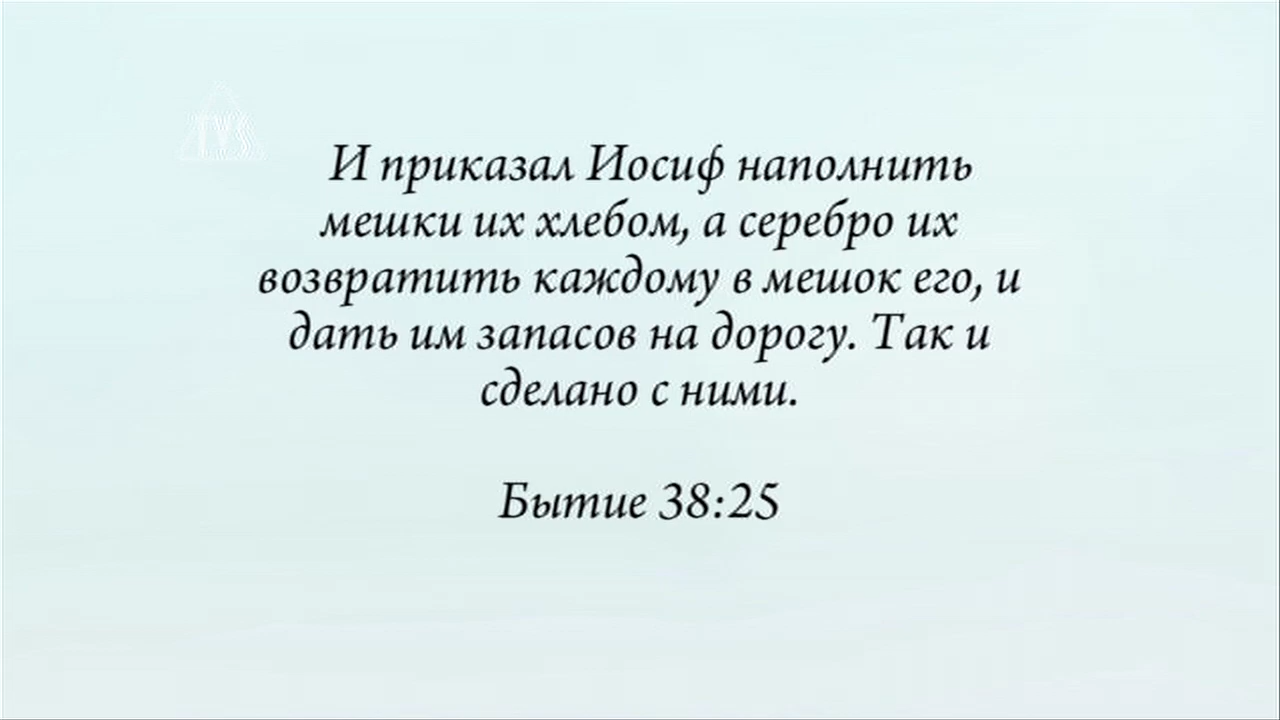 TVS
И приказал Иосиф наполнить
мешки их хлебом, а серебро их
возвратить каждому в мешок его, и
дать им запасов на дорогу. Так и
сделано с ними.
Бытие 38:25